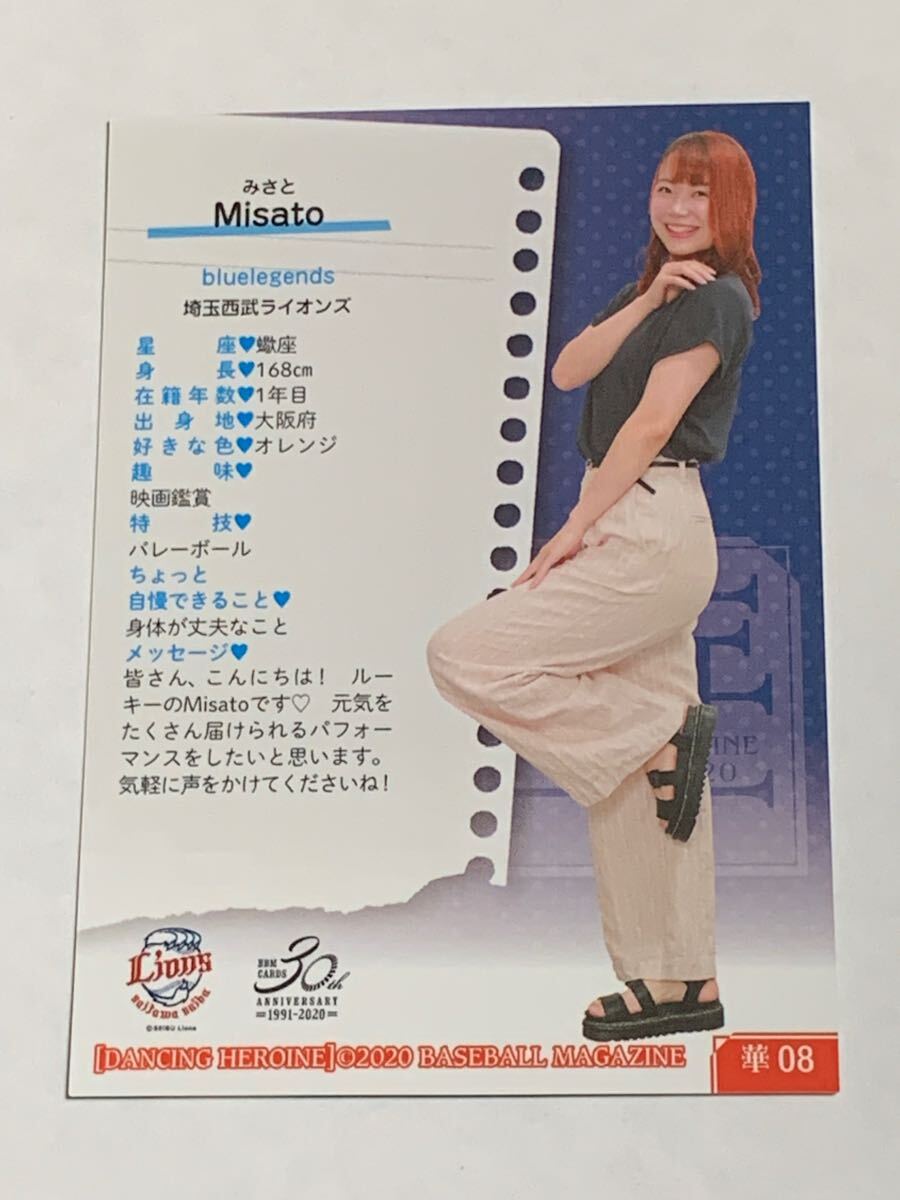 みさと
Misato
bluelegends
埼玉西武ライオンズ
星座♥蠍座
身長♥168cm
在籍年数♥1年目
出身地♥大阪府
好きな色♥オレンジ
趣味♥
映画鑑賞
特技♥
バレーボール
ちょっと
自慢できること♥
身体が丈夫なこと
メッセージ♥
皆さん、こんにちは！　ルー
キーのMisatoです♡　元気を
たくさん届けられるパフォー
マンスをしたいと思います。
気軽に声をかけてくださいね！
Lions
Saitama Seibu
©SEIBU Lions
BBM
CARDS
30th
ANNIVERSARY
=1991-2020=
[DANCING HEROINE]©2020 BASEBALL MAGAZINE
華 08